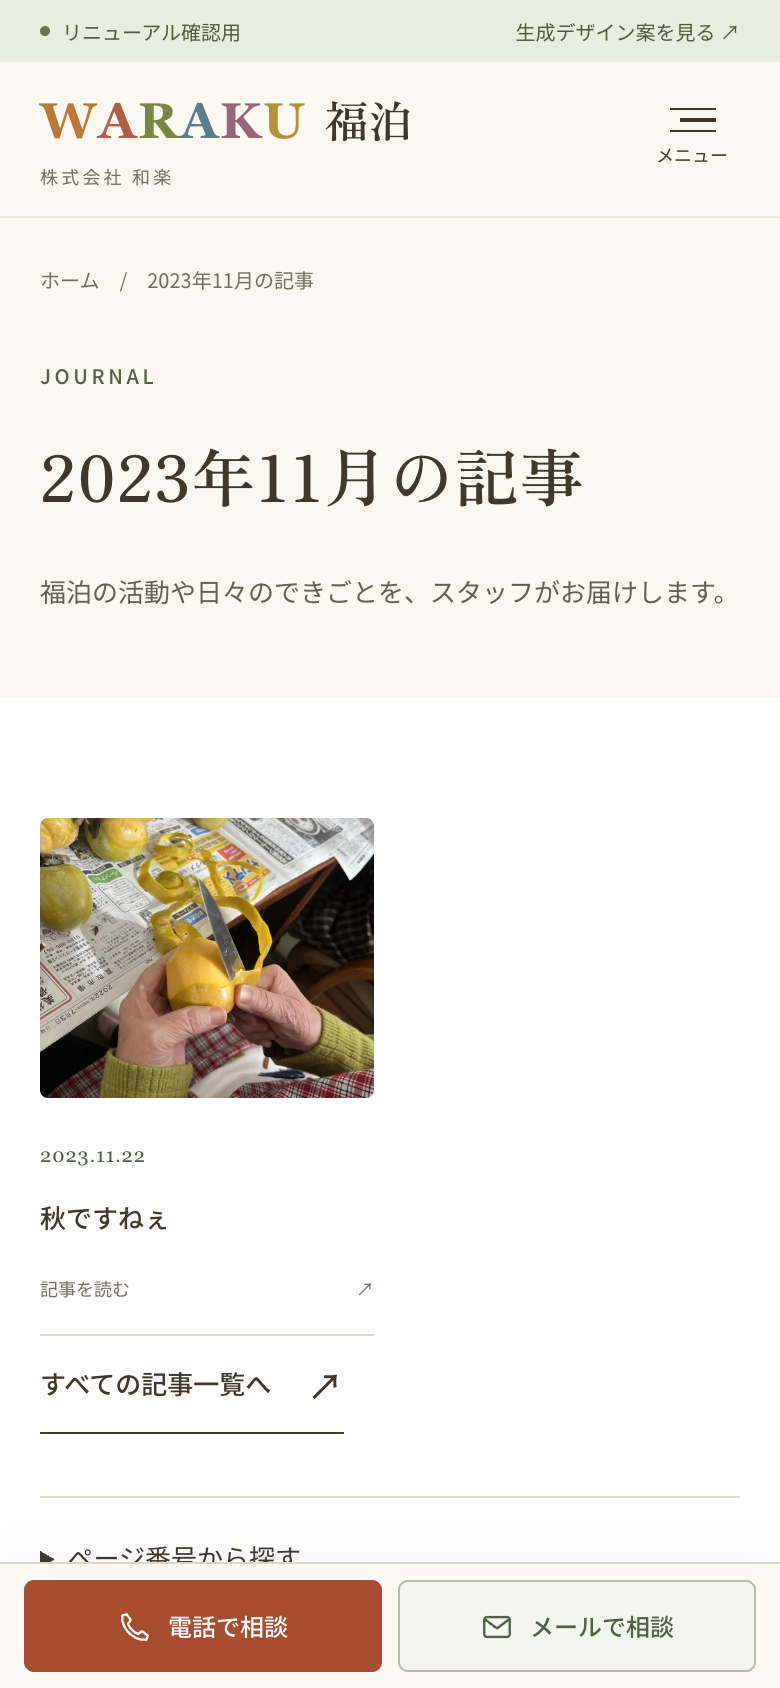 リニューアル確認用
生成デザイン案を見る ↗
WARAKU 福泊
株式会社 和楽
メニュー
ホーム / 2023年11月の記事
JOURNAL
2023年11月の記事
福泊の活動や日々のできごとを、スタッフがお届けします。
2023.11.22
秋ですねぇ
記事を読む ↗
すべての記事一覧へ ↗
▶ ページ番号から探す
電話で相談
メールで相談